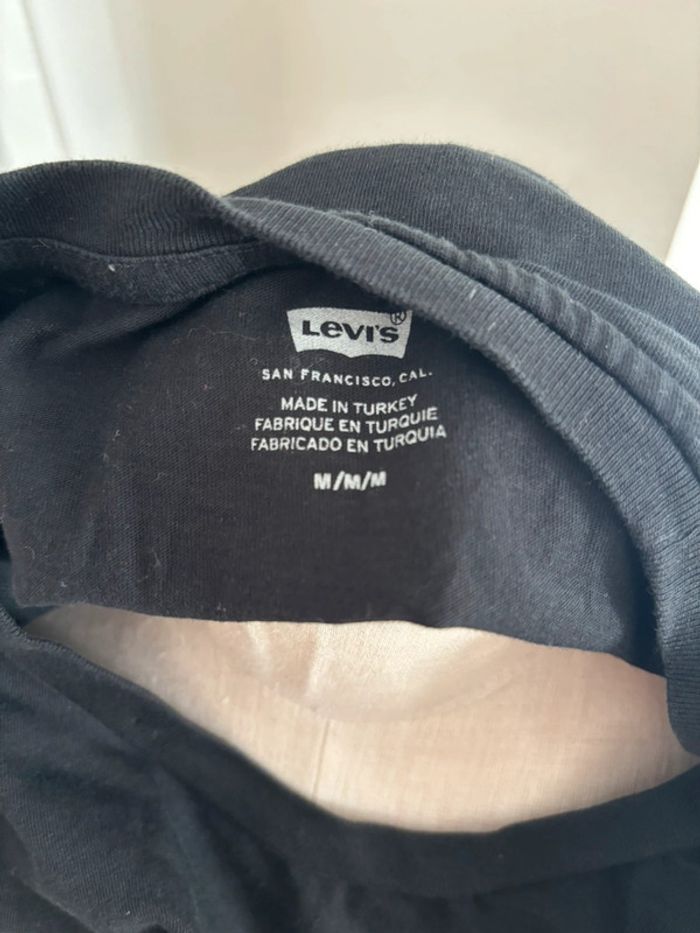 Levi's ®
SAN FRANCISCO, CAL.
MADE IN TURKEY
FABRIQUE EN TURQUIE
FABRICADO EN TURQUIA
M/M/M